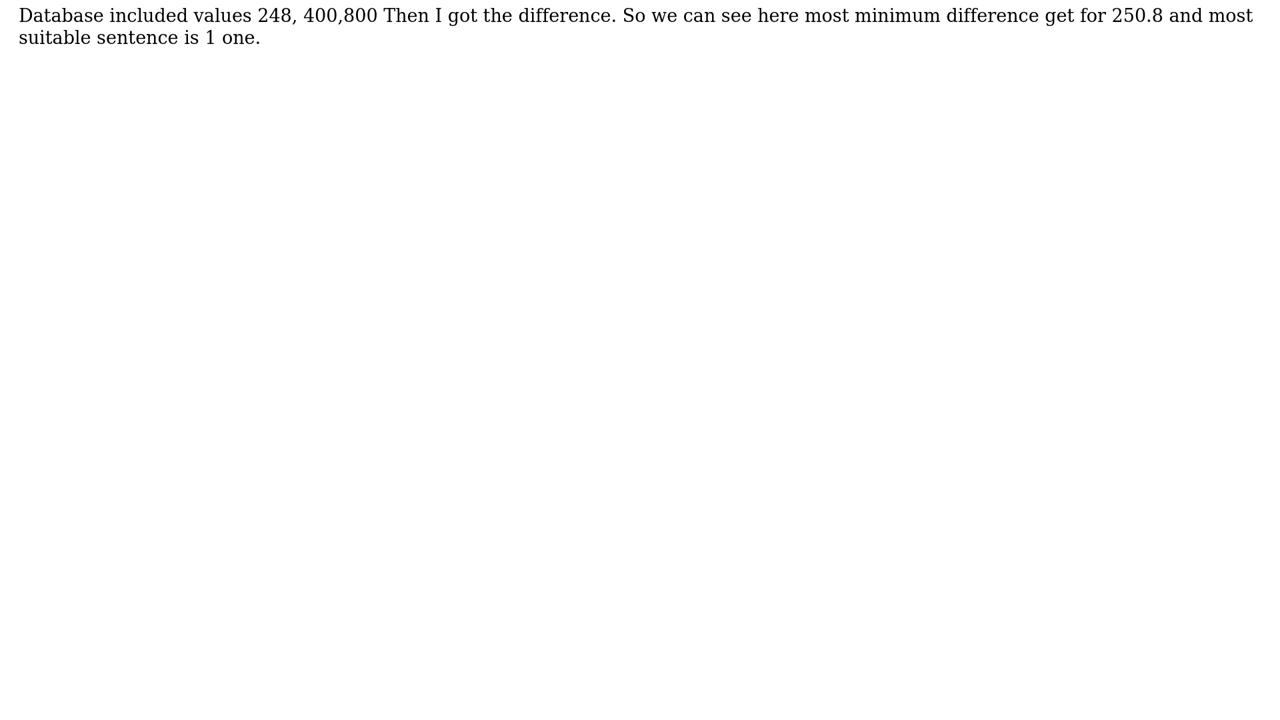 Database included values 248, 400,800 Then I got the difference. So we can see here most minimum difference get for 250.8 and most
suitable sentence is 1 one.